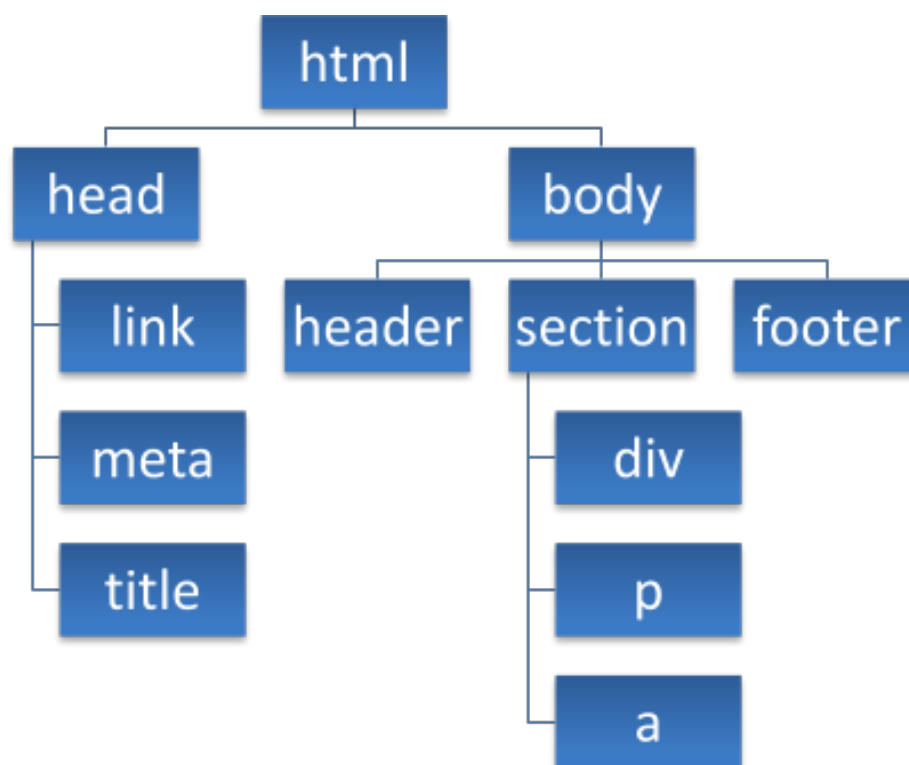 html
head
body
link
header
section
footer
meta
div
title
p
a